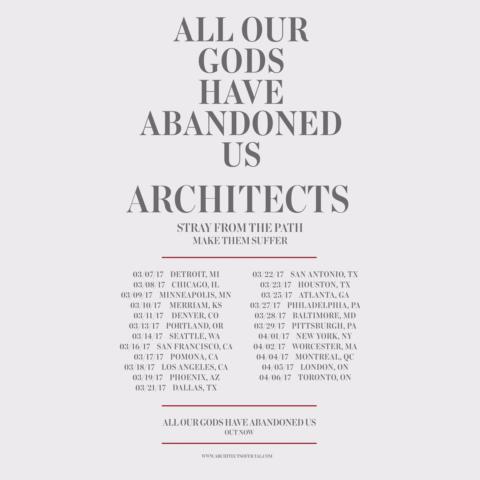 ALL OUR
GODS
HAVE
ABANDONED
US
ARCHITECTS
STRAY FROM THE PATH
MAKE THEM SUFFER
03/07/17 DETROIT, MI
03/08/17 CHICAGO, IL
03/09/17 MINNEAPOLIS, MN
03/10/17 MERRIAM, KS
03/11/17 DENVER, CO
03/13/17 PORTLAND, OR
03/14/17 SEATTLE, WA
03/16/17 SAN FRANCISCO, CA
03/17/17 POMONA, CA
03/18/17 LOS ANGELES, CA
03/19/17 PHOENIX, AZ
03/21/17 DALLAS, TX
03/22/17 SAN ANTONIO, TX
03/23/17 HOUSTON, TX
03/25/17 ATLANTA, GA
03/27/17 PHILADELPHIA, PA
03/28/17 BALTIMORE, MD
03/29/17 PITTSBURGH, PA
04/01/17 NEW YORK, NY
04/02/17 WORCESTER, MA
04/04/17 MONTREAL, QC
04/05/17 LONDON, ON
04/06/17 TORONTO, ON
ALL OUR GODS HAVE ABANDONED US
OUT NOW
WWW.ARCHITECTSOFFICIAL.COM